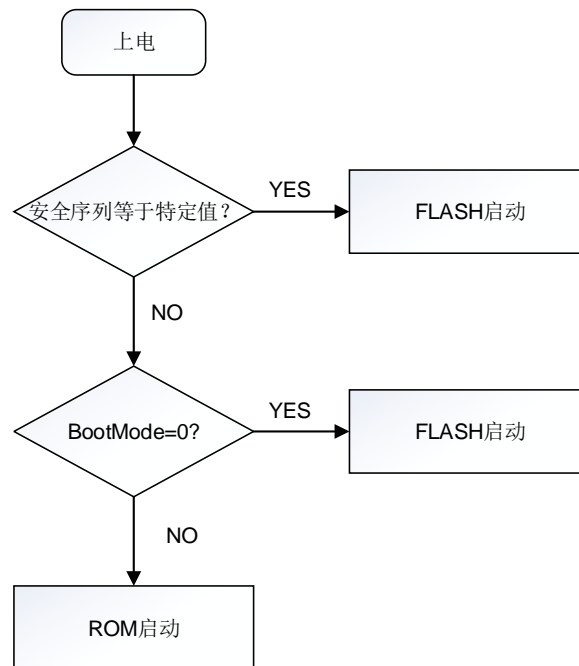 上电
安全序列等于特定值？
YES
FLASH启动
NO
BootMode=0?
YES
FLASH启动
NO
ROM启动